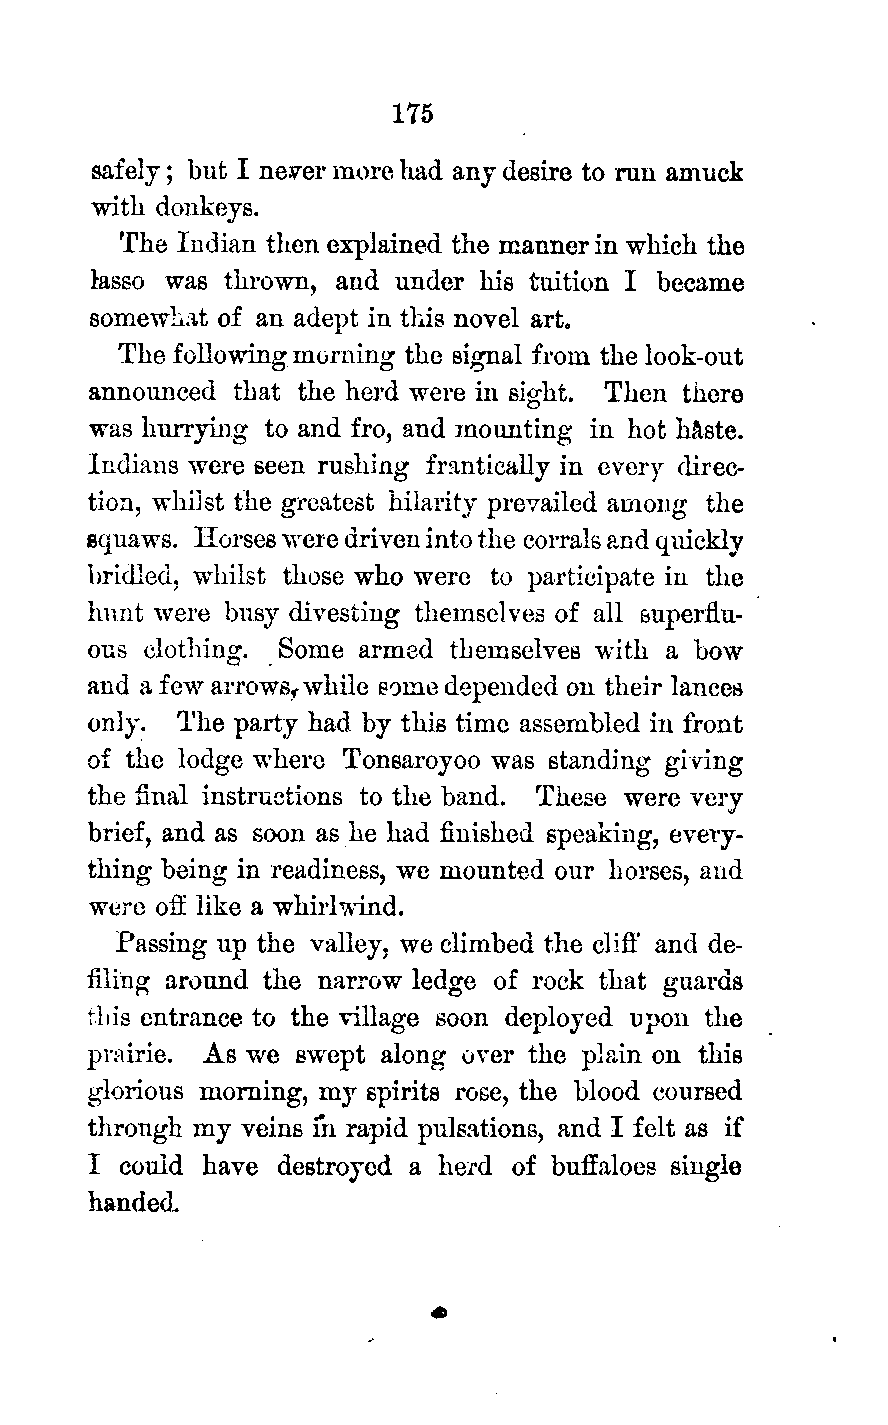 175
safely; but I never more had any desire to run amuck
with donkeys.
The Indian then explained the manner in which the
lasso was thrown, and under his tuition I became
somewhat of an adept in this novel art.
The following morning the signal from the look-out
announced that the herd were in sight. Then there
was hurrying to and fro, and mounting in hot haste.
Indians were seen rushing frantically in every direc-
tion, whilst the greatest hilarity prevailed among the
squaws. Horses were driven into the corrals and quickly
bridled, whilst those who were to participate in the
hunt were busy divesting themselves of all superflu-
ous clothing. Some armed themselves with a bow
and a few arrows, while some depended on their lances
only. The party had by this time assembled in front
of the lodge where Tonsaroyoo was standing giving
the final instructions to the band. These were very
brief, and as soon as he had finished speaking, every-
thing being in readiness, we mounted our horses, and
were off like a whirlwind.
Passing up the valley, we climbed the cliff and de-
filing around the narrow ledge of rock that guards
this entrance to the village soon deployed upon the
prairie. As we swept along over the plain on this
glorious morning, my spirits rose, the blood coursed
through my veins in rapid pulsations, and I felt as if
I could have destroyed a herd of buffaloes single
handed.